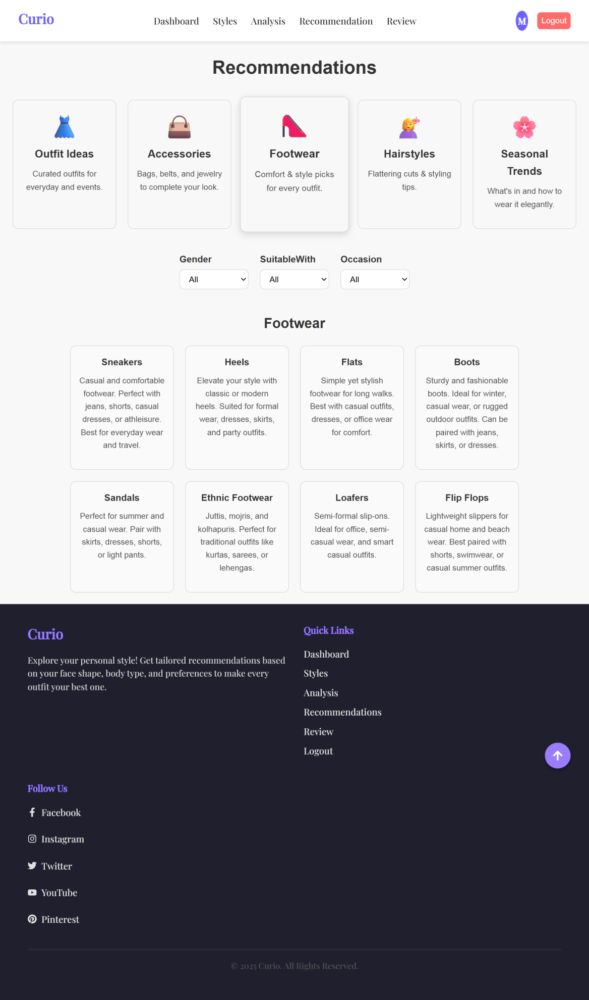 Curio
Dashboard Styles Analysis Recommendation Review
M
Logout
Recommendations
Outfit Ideas
Curated outfits for
everyday and events.
Accessories
Bags, belts, and jewelry
to complete your look.
Footwear
Comfort & style picks
for every outfit.
Hairstyles
Flattering cuts & styling
tips.
Seasonal
Trends
What's in and how to
wear it elegantly.
Gender
All
SuitableWith
All
Occasion
All
Footwear
Sneakers
Casual and comfortable
footwear. Perfect with
jeans, shorts, casual
dresses, or athleisure.
Best for everyday wear
and travel.
Heels
Elevate your style with
classic or modern
heels. Suited for formal
wear, dresses, skirts,
and party outfits.
Flats
Simple yet stylish
footwear for long walks.
Best with casual outfits,
dresses, or office wear
for comfort.
Boots
Sturdy and fashionable
boots. Ideal for winter,
casual wear, or rugged
outdoor outfits. Can be
paired with jeans,
skirts, or dresses.
Sandals
Perfect for summer and
casual wear. Pair with
skirts, dresses, shorts,
or light pants.
Ethnic Footwear
Juttis, mojris, and
kolhapuris. Perfect for
traditional outfits like
kurtas, sarees, or
lehengas.
Loafers
Semi-formal slip-ons.
Ideal for office, semi-
casual wear, and smart
casual outfits.
Flip Flops
Lightweight slippers for
casual home and beach
wear. Best paired with
shorts, swimwear, or
casual summer outfits.
Curio
Explore your personal style! Get tailored recommendations based
on your face shape, body type, and preferences to make every
outfit your best one.
Quick Links
Dashboard
Styles
Analysis
Recommendations
Review
Logout
Follow Us
Facebook
Instagram
Twitter
YouTube
Pinterest
© 2025 Curio. All Rights Reserved.